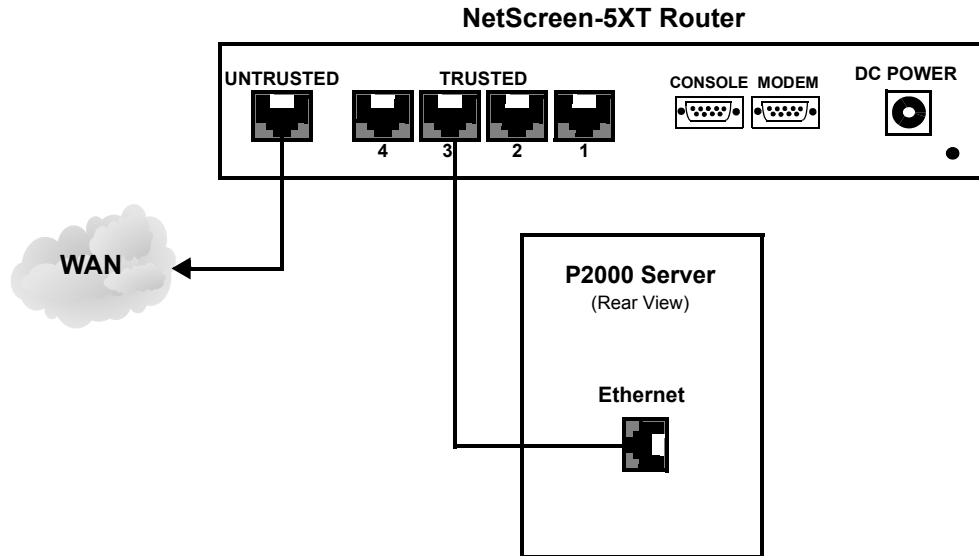 NetScreen-5XT Router
UNTRUSTED
TRUSTED
CONSOLE MODEM
DC POWER
4 3 2 1
WAN
P2000 Server
(Rear View)
Ethernet